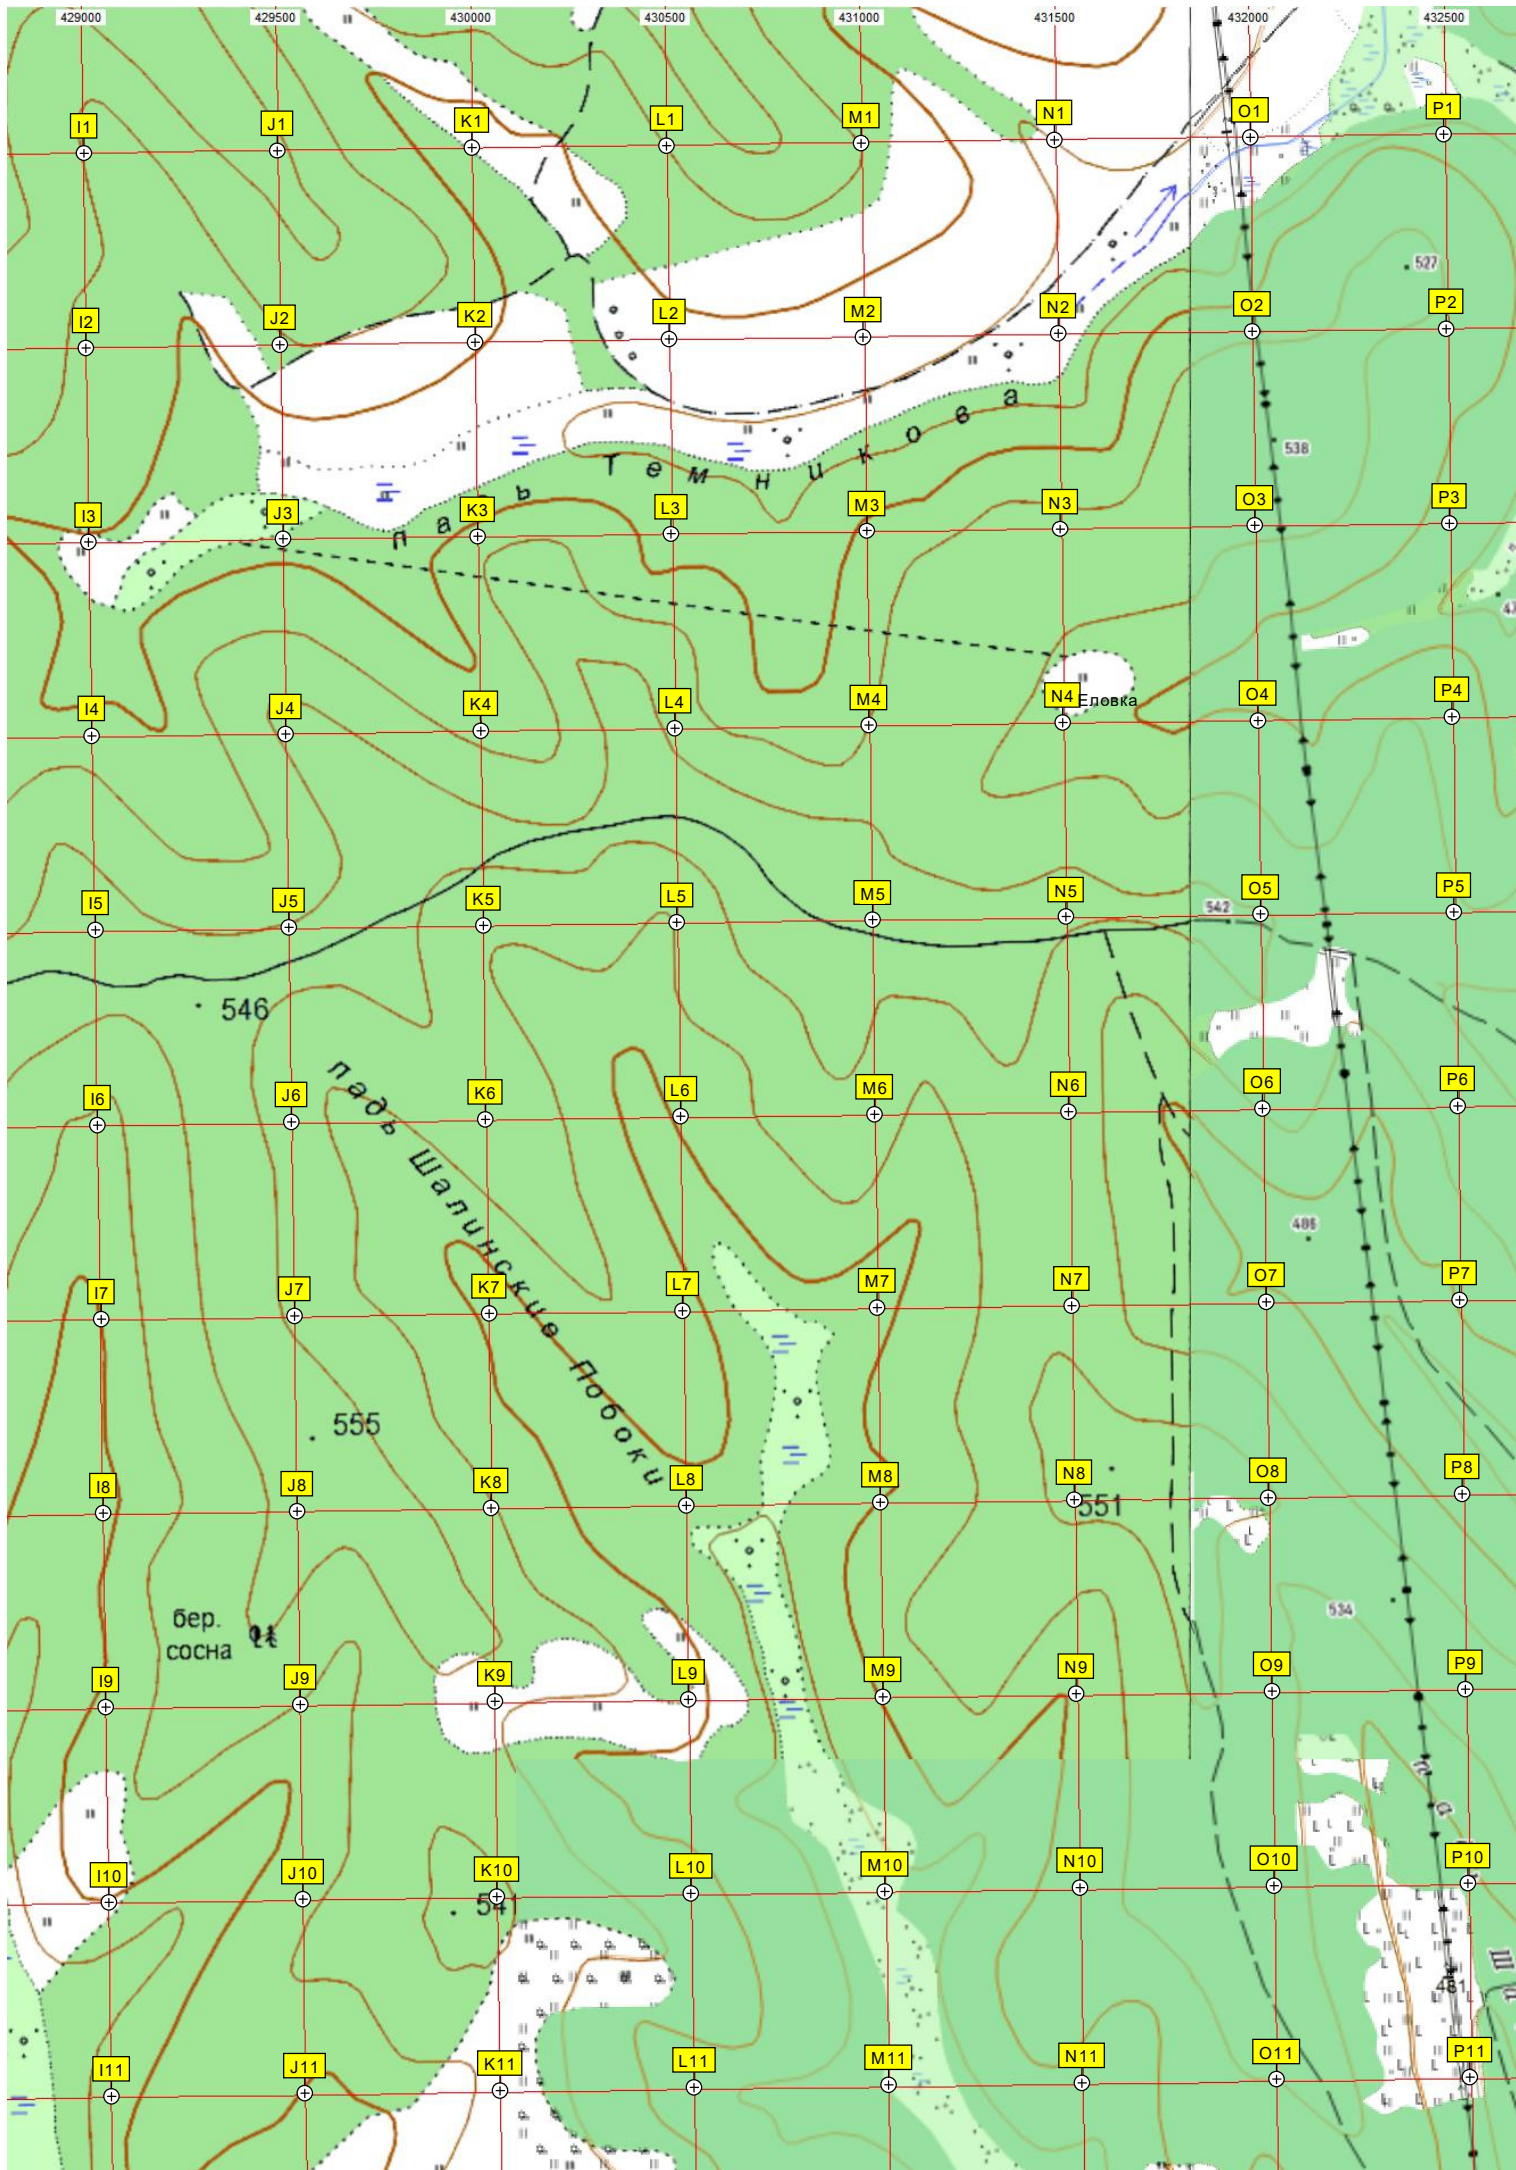 429000 429500 430000 430500 431000 431500 432000 432500
I1 J1 K1 L1 M1 N1 O1 P1
527
I2 J2 K2 L2 M2 N2 O2 P2
538
падь Темникова
I3 J3 K3 L3 M3 N3 O3 P3
I4 J4 K4 L4 M4 N4 O4 P4
Еловка
I5 J5 K5 L5 M5 N5 O5 P5
542
546
падь Шалинские Побоки
I6 J6 K6 L6 M6 N6 O6 P6
486
I7 J7 K7 L7 M7 N7 O7 P7
555
I8 J8 K8 L8 M8 N8 O8 P8
551
534
бер.
сосна
I9 J9 K9 L9 M9 N9 O9 P9
I10 J10 K10 L10 M10 N10 O10 P10
541
481
I11 J11 K11 L11 M11 N11 O11 P11